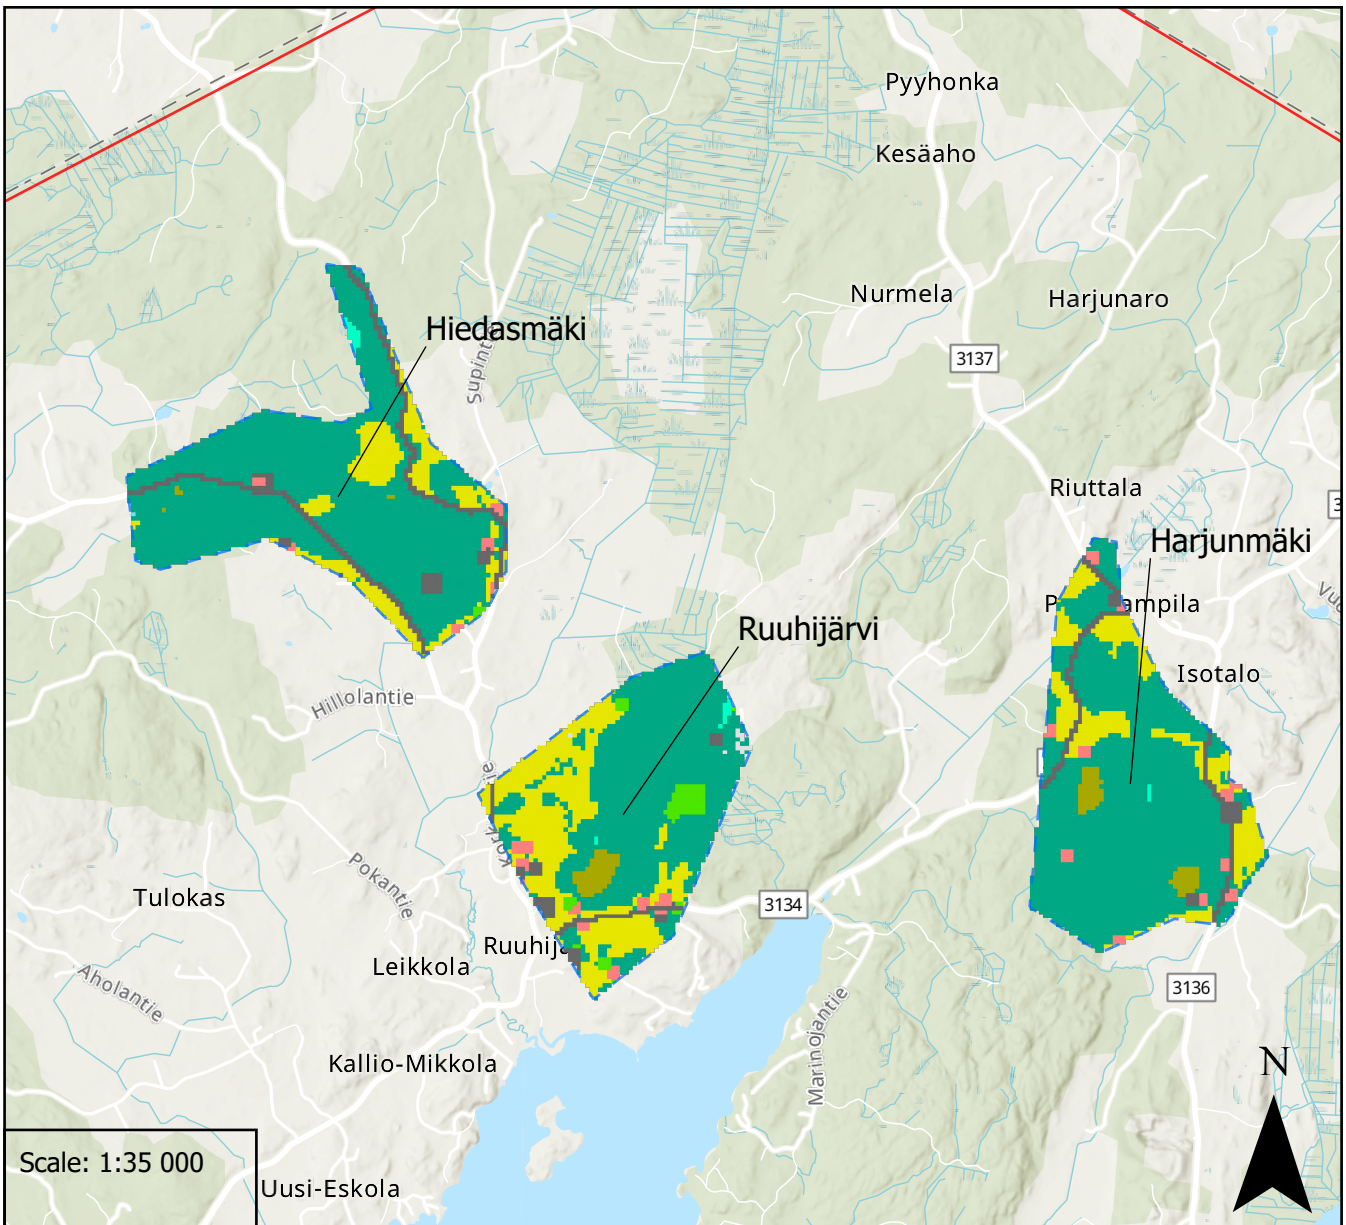 Pyyhonka
Kesäaho
Nurmela
Harjunaro
Hiedasmäki
3137
Riuttala
Harjunmäki
Ruuhijärvi
Isotalo
Hillolantie
Pokantie
Tulokas
3134
Leikkola
Aholantie
3136
Marinojantie
Kallio-Mikkola
N
Scale: 1:35 000
Uusi-Eskola